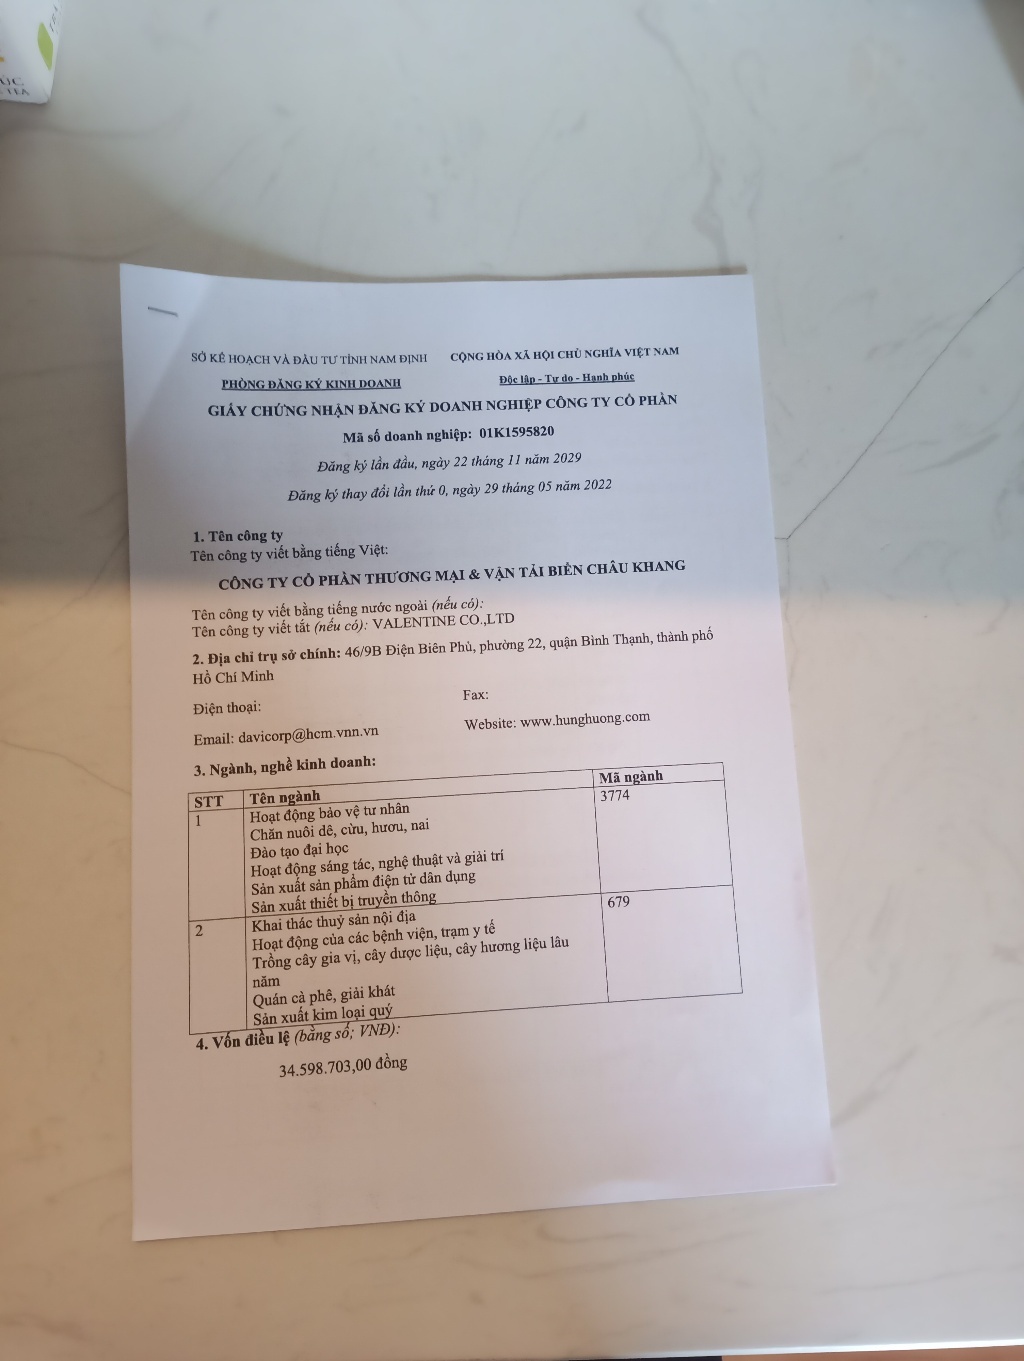 ÚC
TEA
SỞ KẾ HOẠCH VÀ ĐẦU TƯ TỈNH NAM ĐỊNH
CỘNG HÒA XÃ HỘI CHỦ NGHĨA VIỆT NAM
PHÒNG ĐĂNG KÝ KINH DOANH
Độc lập - Tự do - Hạnh phúc
GIẤY CHỨNG NHẬN ĐĂNG KÝ DOANH NGHIỆP CÔNG TY CỔ PHẦN
Mã số doanh nghiệp: 01K1595820
Đăng ký lần đầu, ngày 22 tháng 11 năm 2029
Đăng ký thay đổi lần thứ 0, ngày 29 tháng 05 năm 2022
1. Tên công ty
Tên công ty viết bằng tiếng Việt:
CÔNG TY CỔ PHẦN THƯƠNG MẠI & VẬN TẢI BIỂN CHÂU KHANG
Tên công ty viết bằng tiếng nước ngoài (nếu có):
Tên công ty viết tắt (nếu có): VALENTINE CO.,LTD
2. Địa chỉ trụ sở chính: 46/9B Điện Biên Phủ, phường 22, quận Bình Thạnh, thành phố
Hồ Chí Minh
Điện thoại:
Fax:
Email: davicorp@hcm.vnn.vn
Website: www.hunghuong.com
3. Ngành, nghề kinh doanh:
STT Tên ngành Mã ngành
1 Hoạt động bảo vệ tư nhân 3774
Chăn nuôi dê, cừu, hươu, nai
Đào tạo đại học
Hoạt động sáng tác, nghệ thuật và giải trí
Sản xuất sản phẩm điện tử dân dụng
Sản xuất thiết bị truyền thông
2 Khai thác thuỷ sản nội địa 679
Hoạt động của các bệnh viện, trạm y tế
Trồng cây gia vị, cây dược liệu, cây hương liệu lâu
năm
Quán cà phê, giải khát
Sản xuất kim loại quý
4. Vốn điều lệ (bằng số; VNĐ):
34.598.703,00 đồng